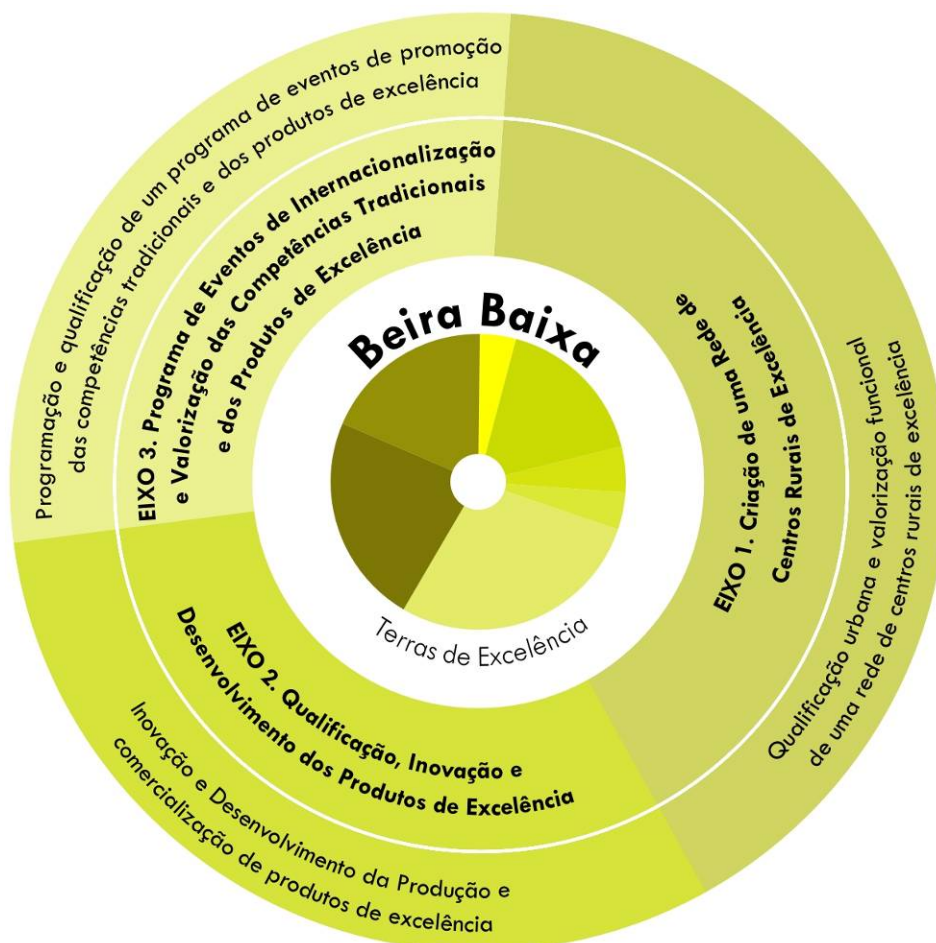 Programação e qualificação de um programa de eventos de promoção
das competências tradicionais e dos produtos de excelência
EIXO 3. Programa de Eventos de Internacionalização
e Valorização das Competências Tradicionais
e dos Produtos de Excelência
Beira Baixa
Terras de Excelência
EIXO 1. Criação de uma Rede de
Centros Rurais de Excelência
Qualificação urbana e valorização funcional
de uma rede de centros rurais de excelência
EIXO 2. Qualificação, Inovação e
Desenvolvimento dos Produtos de Excelência
Inovação e Desenvolvimento da Produção e
comercialização de produtos de excelência